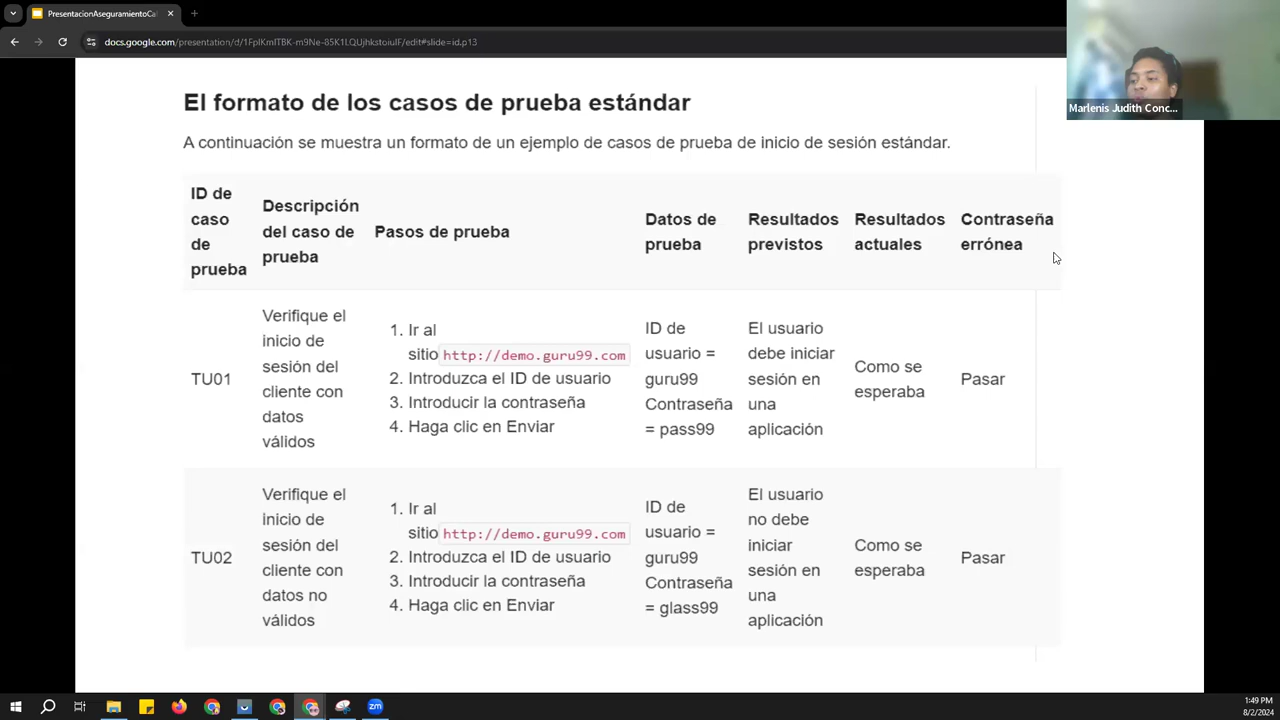 PresentacionAseguramientoCa
docs.google.com/presentation/d/1FpIKmITBK-m9Ne-85K1LQUjhkstoiuIF/edit#slide=id.p13
Marlenis Judith Conc...
El formato de los casos de prueba estándar
A continuación se muestra un formato de un ejemplo de casos de prueba de inicio de sesión estándar.
ID de
caso
de
prueba
Descripción
del caso de
prueba
Pasos de prueba
Datos de
prueba
Resultados
previstos
Resultados
actuales
Contraseña
errónea
TU01
Verifique el
inicio de
sesión del
cliente con
datos
válidos
1. Ir al
sitio http://demo.guru99.com
2. Introduzca el ID de usuario
3. Introducir la contraseña
4. Haga clic en Enviar
ID de
usuario =
guru99
Contraseña
= pass99
El usuario
debe iniciar
sesión en
una
aplicación
Como se
esperaba
Pasar
TU02
Verifique el
inicio de
sesión del
cliente con
datos no
válidos
1. Ir al
sitio http://demo.guru99.com
2. Introduzca el ID de usuario
3. Introducir la contraseña
4. Haga clic en Enviar
ID de
usuario =
guru99
Contraseña
= glass99
El usuario
no debe
iniciar
sesión en
una
aplicación
Como se
esperaba
Pasar
zm
1:49 PM
8/2/2024